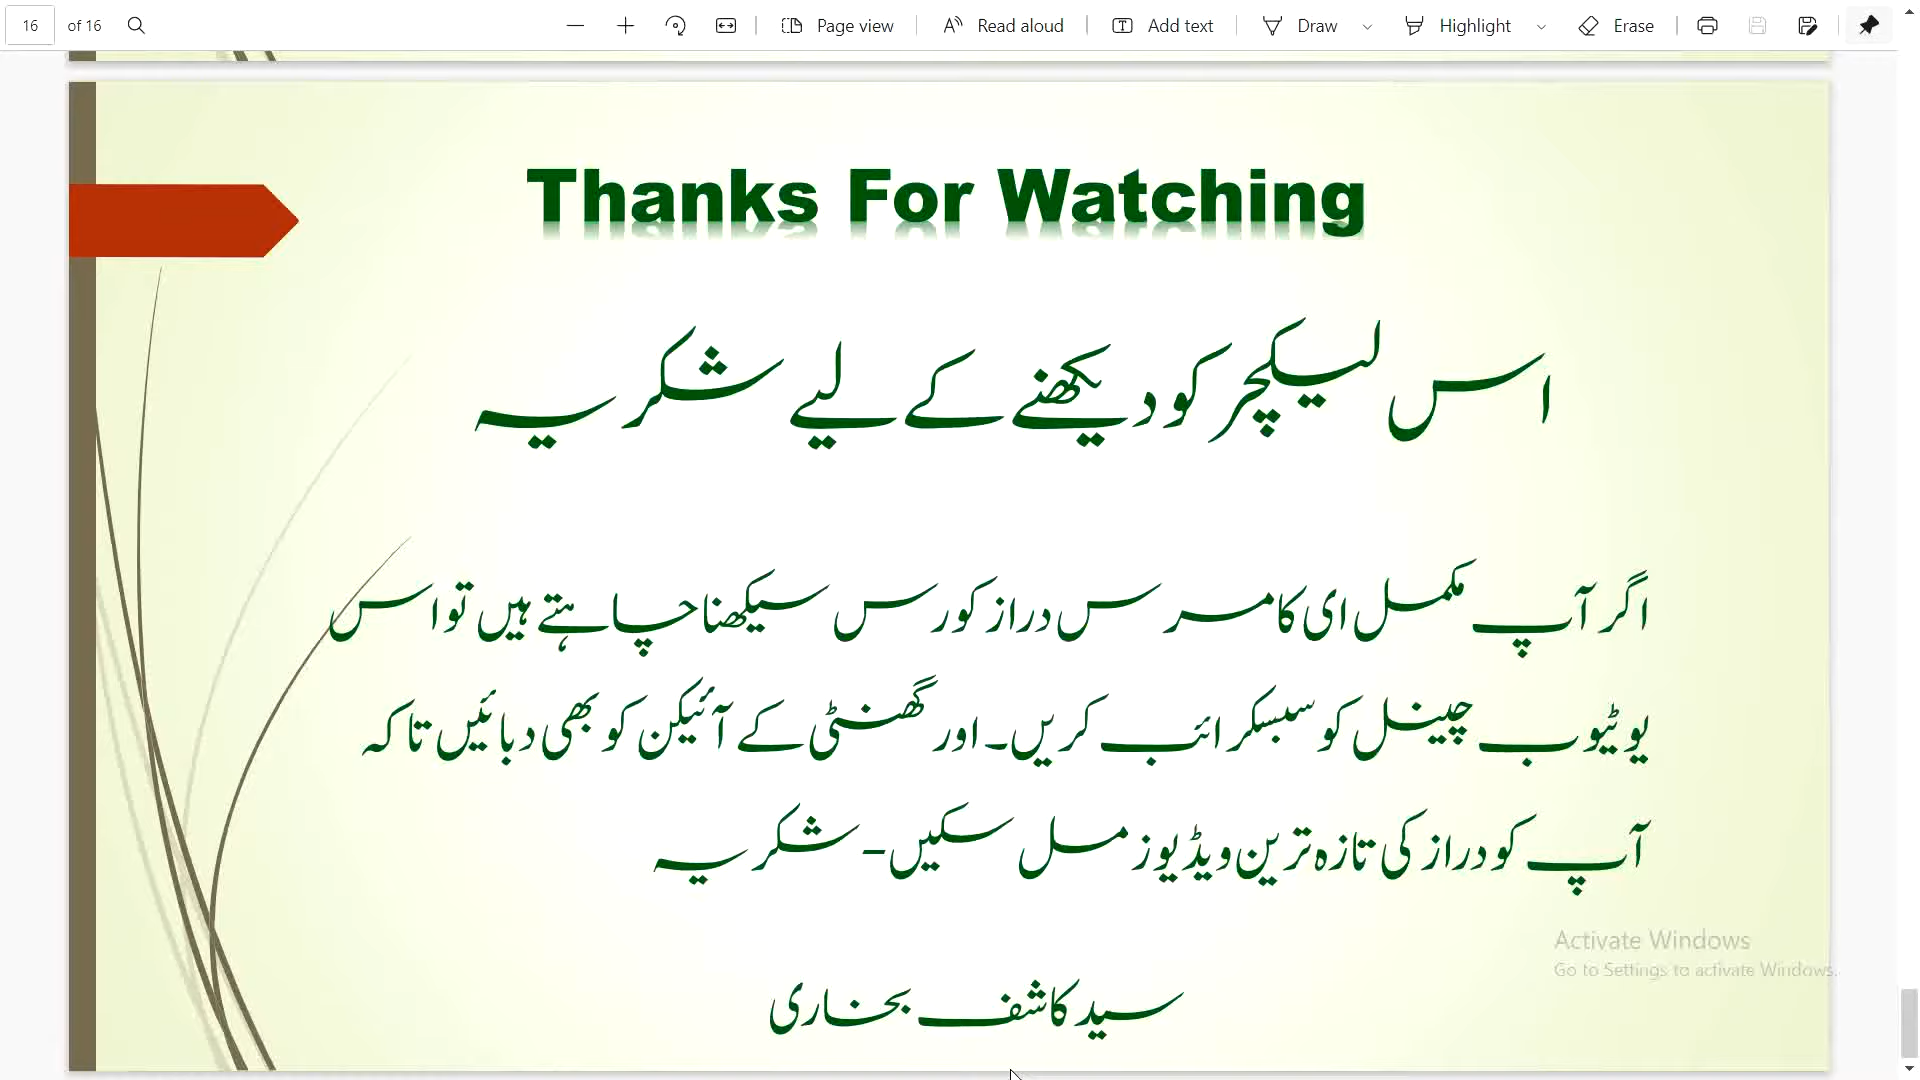 16 of 16 Page view Read aloud Add text Draw Highlight Erase
Thanks For Watching
اس لیکچر کو دیکھنے کے لیے شکریہ
اگر آپ مکمل ای کامرس دراز کورس سیکھنا چاہتے ہیں تو اس
یوٹیوب چینل کو سبسکرائب کریں۔ اور گھنٹی کے آئیکن کو بھی دبائیں تاکہ
آپ کو دراز کی تازہ ترین ویڈیوز مل سکیں – شکریہ
Activate Windows
Go to Settings to activate Windows.
سید کاشف بخاری